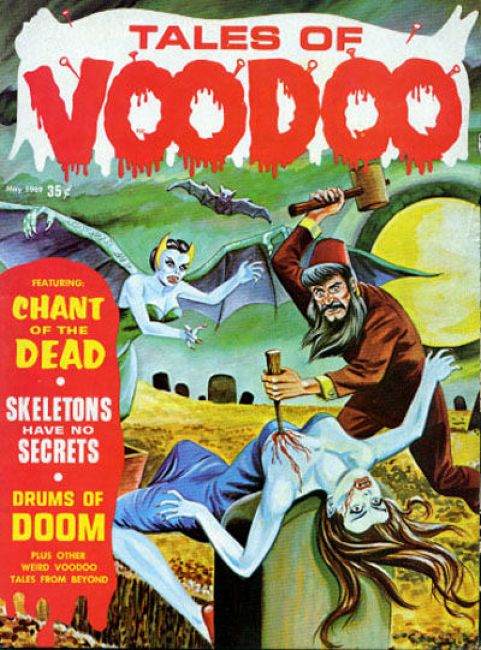 TALES OF
VOODOO
May 1969 35¢
FEATURING:
CHANT
OF THE
DEAD
•
SKELETONS
HAVE NO
SECRETS
•
DRUMS OF
DOOM
PLUS OTHER
WEIRD VOODOO
TALES FROM BEYOND